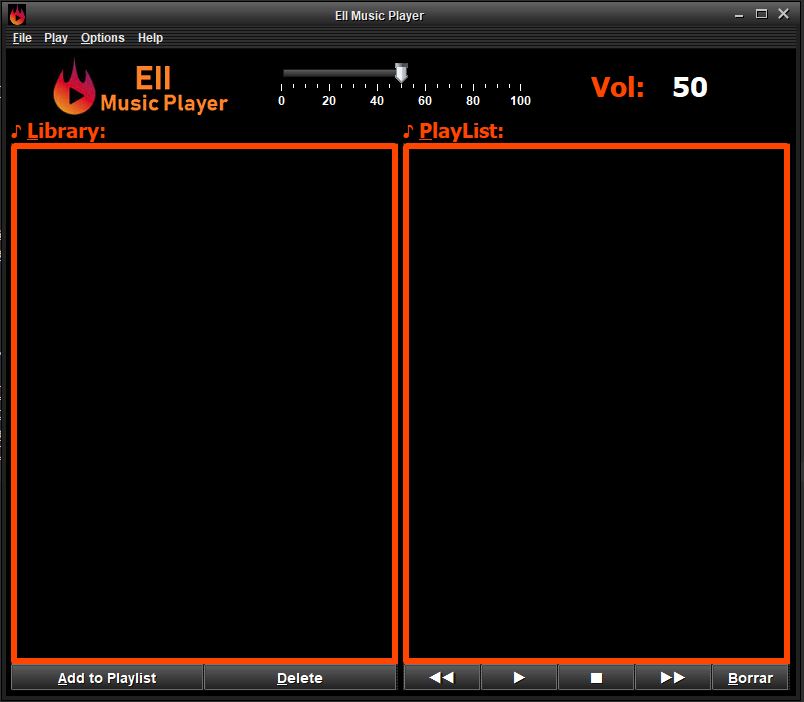 Ell Music Player
File Play Options Help
Ell
Music Player
0 20 40 60 80 100
Vol: 50
♪ Library:
♪ PlayList:
Add to Playlist
Delete
Borrar